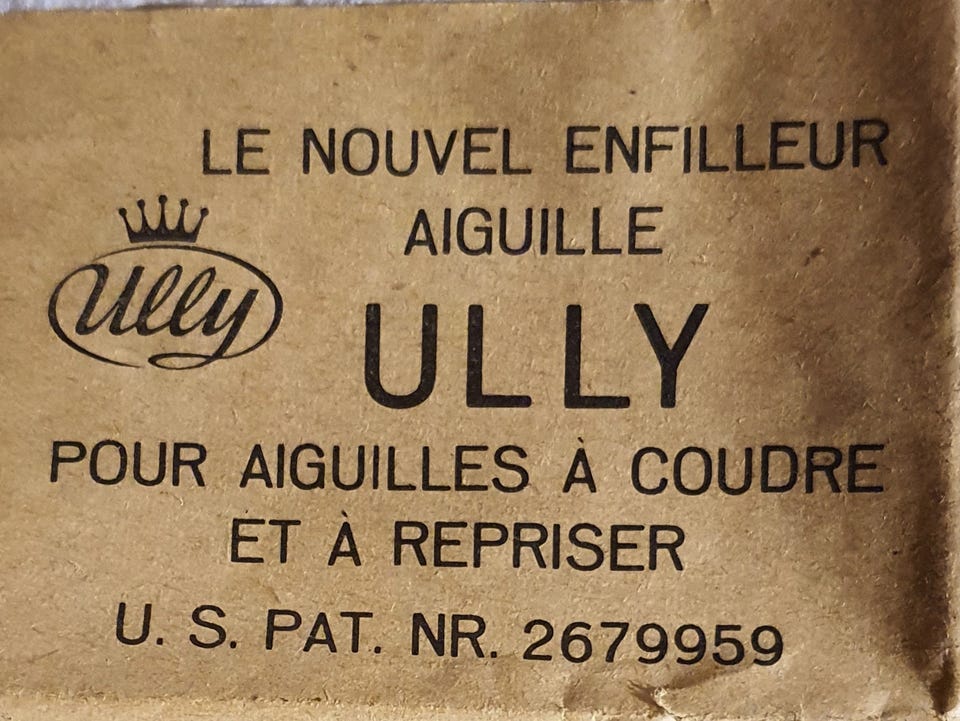 LE NOUVEL ENFILLEUR
AIGUILLE
Ully
ULLY
POUR AIGUILLES À COUDRE
ET À REPRISER
U. S. PAT. NR. 2679959